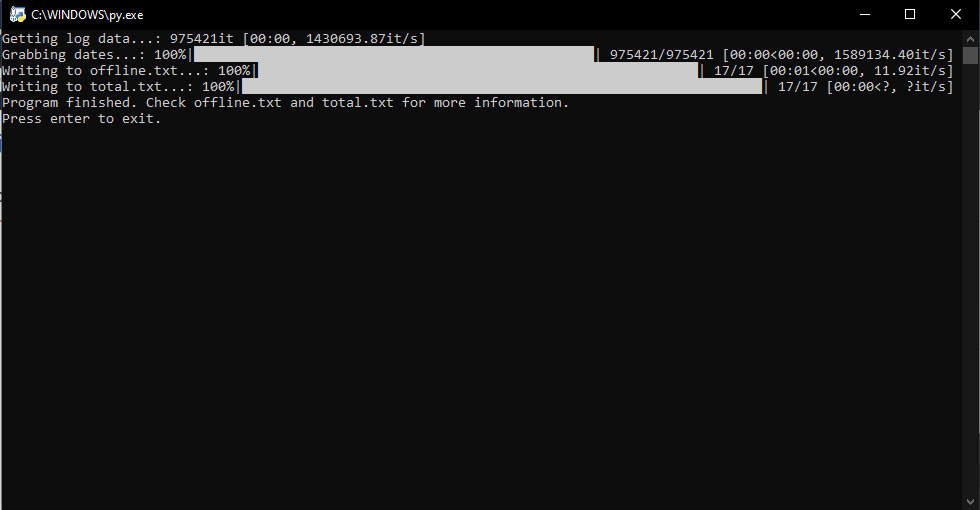 C:\WINDOWS\py.exe
Getting log data...: 975421it [00:00, 1430693.87it/s]
Grabbing dates...: 100%|██████████████████████████████████████████████████| 975421/975421 [00:00<00:00, 1589134.40it/s]
Writing to offline.txt...: 100%|███████████████████████████████████████████████████████| 17/17 [00:01<00:00, 11.92it/s]
Writing to total.txt...: 100%|█████████████████████████████████████████████████████████████████| 17/17 [00:00<?, ?it/s]
Program finished. Check offline.txt and total.txt for more information.
Press enter to exit.